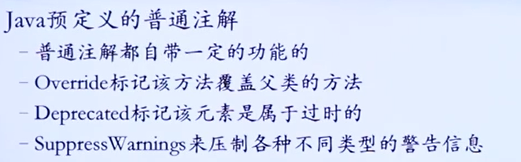 Java预定义的普通注解
– 普通注解都自带一定的功能的
– Override标记该方法覆盖父类的方法
– Deprecated标记该元素是属于过时的
– SuppressWarnings来压制各种不同类型的警告信息